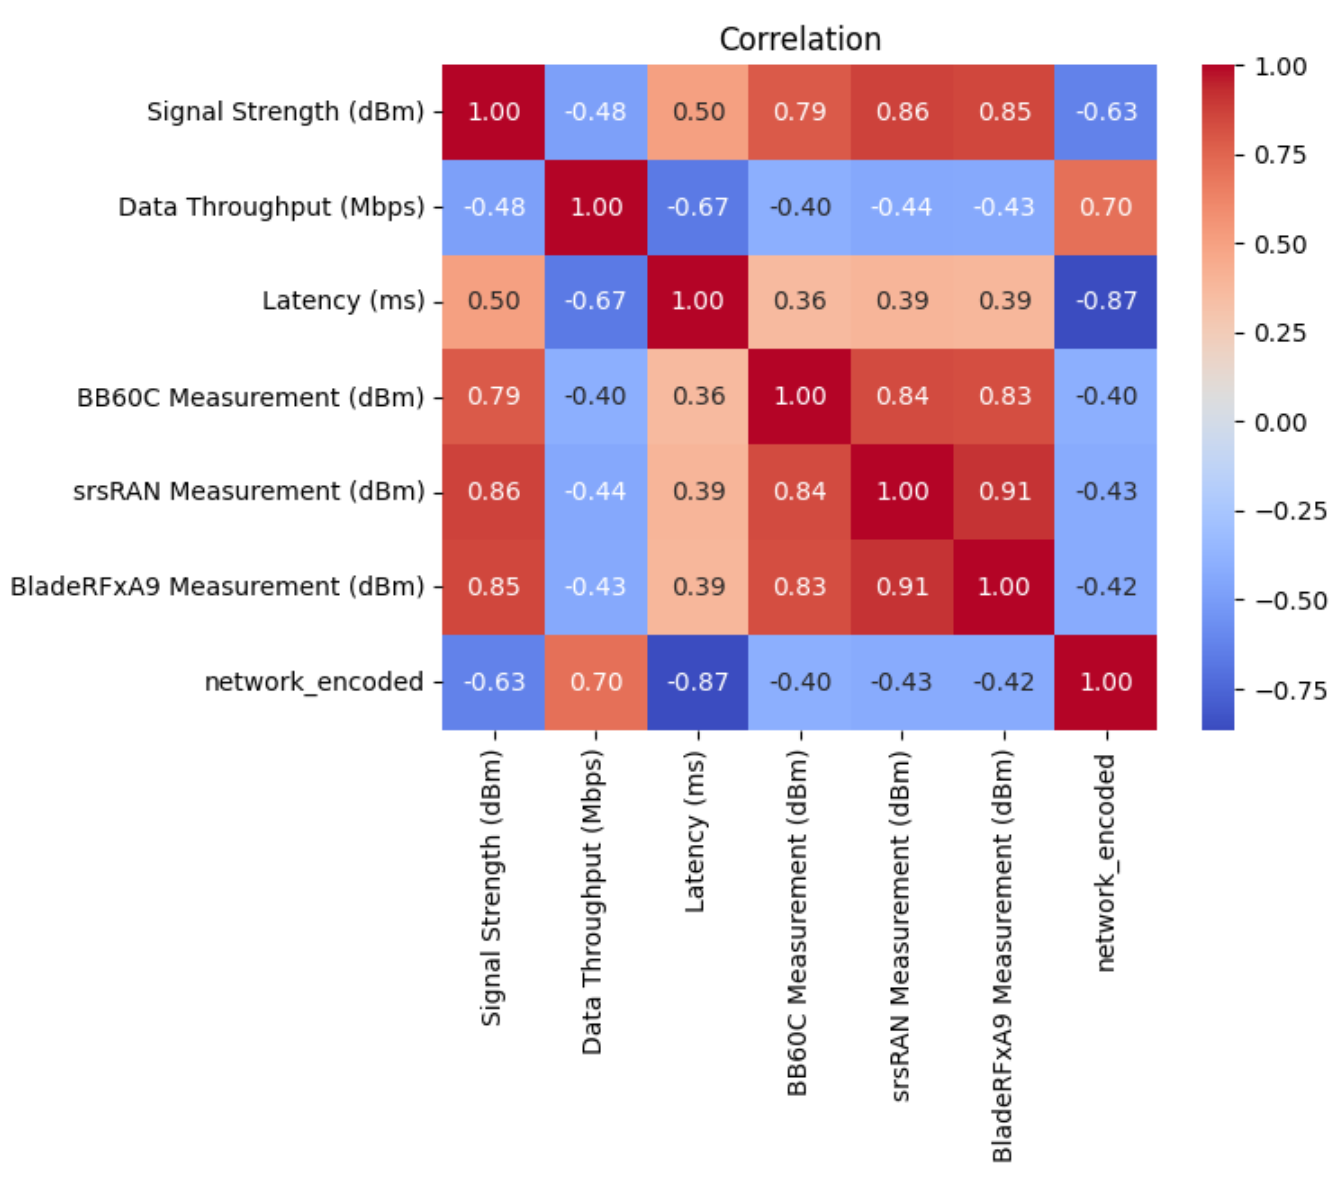 Correlation
Signal Strength (dBm) 1.00 -0.48 0.50 0.79 0.86 0.85 -0.63
Data Throughput (Mbps) -0.48 1.00 -0.67 -0.40 -0.44 -0.43 0.70
Latency (ms) 0.50 -0.67 1.00 0.36 0.39 0.39 -0.87
BB60C Measurement (dBm) 0.79 -0.40 0.36 1.00 0.84 0.83 -0.40
srsRAN Measurement (dBm) 0.86 -0.44 0.39 0.84 1.00 0.91 -0.43
BladeRFxA9 Measurement (dBm) 0.85 -0.43 0.39 0.83 0.91 1.00 -0.42
network_encoded -0.63 0.70 -0.87 -0.40 -0.43 -0.42 1.00
Signal Strength (dBm)
Data Throughput (Mbps)
Latency (ms)
BB60C Measurement (dBm)
srsRAN Measurement (dBm)
BladeRFxA9 Measurement (dBm)
network_encoded
1.00
0.75
0.50
0.25
0.00
−0.25
−0.50
−0.75